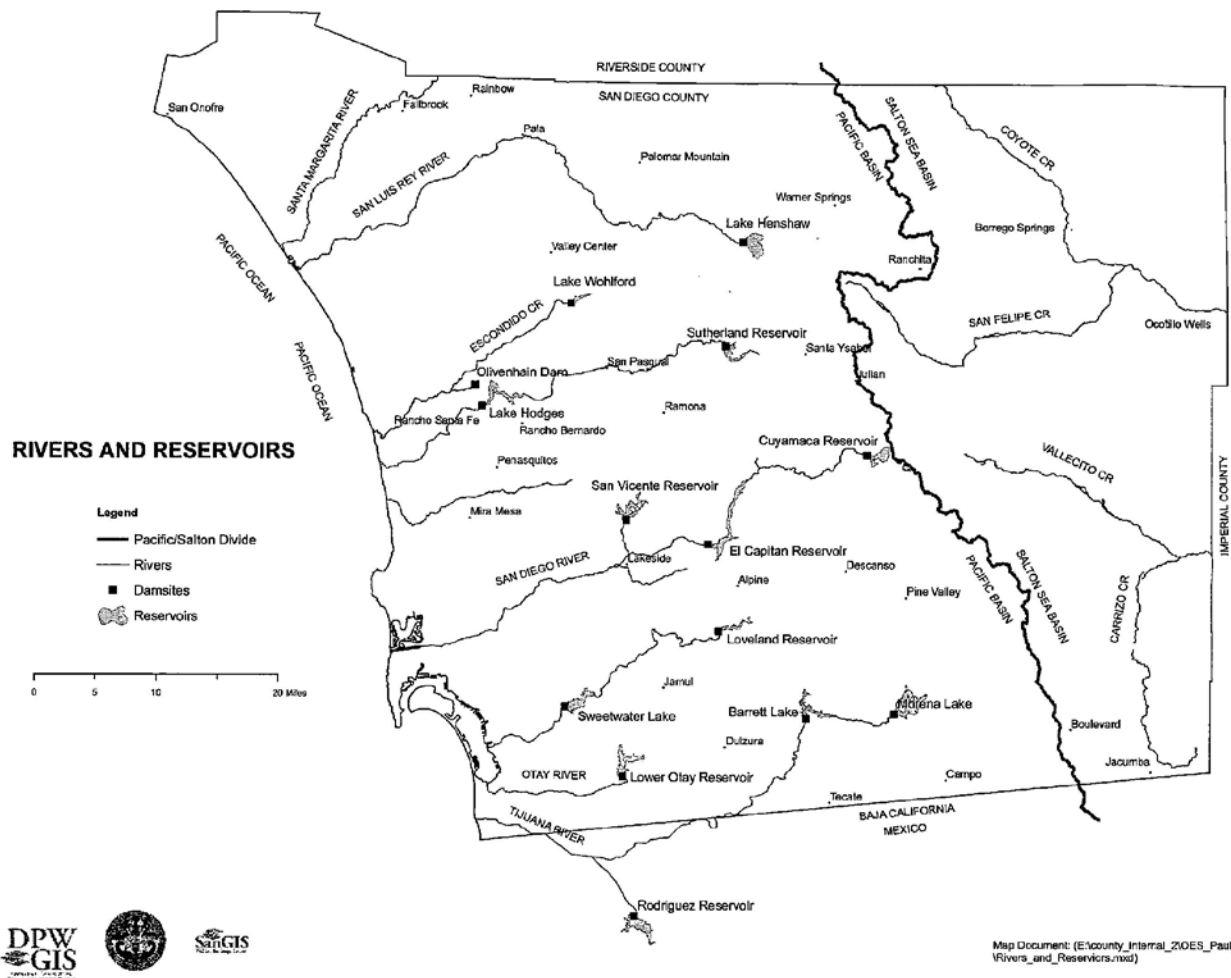 RIVERSIDE COUNTY
SAN DIEGO COUNTY
San Onofre
Rainbow
Fallbrook
SANTA MARGARITA RIVER
Pala
SAN LUIS REY RIVER
Palomar Mountain
PACIFIC BASIN
SALTON SEA BASIN
COYOTE CR
Warner Springs
Lake Henshaw
Borrego Springs
Valley Center
Ranchita
PACIFIC OCEAN
Lake Wohlford
ESCONDIDO CR
SAN FELIPE CR
Ocotillo Wells
Sutherland Reservoir
Santa Ysabel
PACIFIC OCEAN
San Pasqual
Olivenhain Dam
Julian
Rancho Santa Fe
Lake Hodges
Ramona
Rancho Bernardo
RIVERS AND RESERVOIRS
Cuyamaca Reservoir
Penasquitos
VALLECITO CR
IMPERIAL COUNTY
San Vicente Reservoir
Mira Mesa
Legend
Pacific/Salton Divide
Rivers
Damsites
Reservoirs
0 5 10 20 Miles
SAN DIEGO RIVER
Lakeside
El Capitan Reservoir
Alpine
Descanso
Pine Valley
PACIFIC BASIN
SALTON SEA BASIN
CARRIZO CR
Loveland Reservoir
Jamul
Sweetwater Lake
Barrett Lake
Morena Lake
Boulevard
Dulzura
Jacumba
OTAY RIVER
Lower Otay Reservoir
Campo
Tecate
TIJUANA RIVER
BAJA CALIFORNIA
MEXICO
Rodriguez Reservoir
DPW
GIS
SanGIS
Map Document: (E:\county_internal_2\OES_Paul
\Rivers_and_Reserviors.mxd)